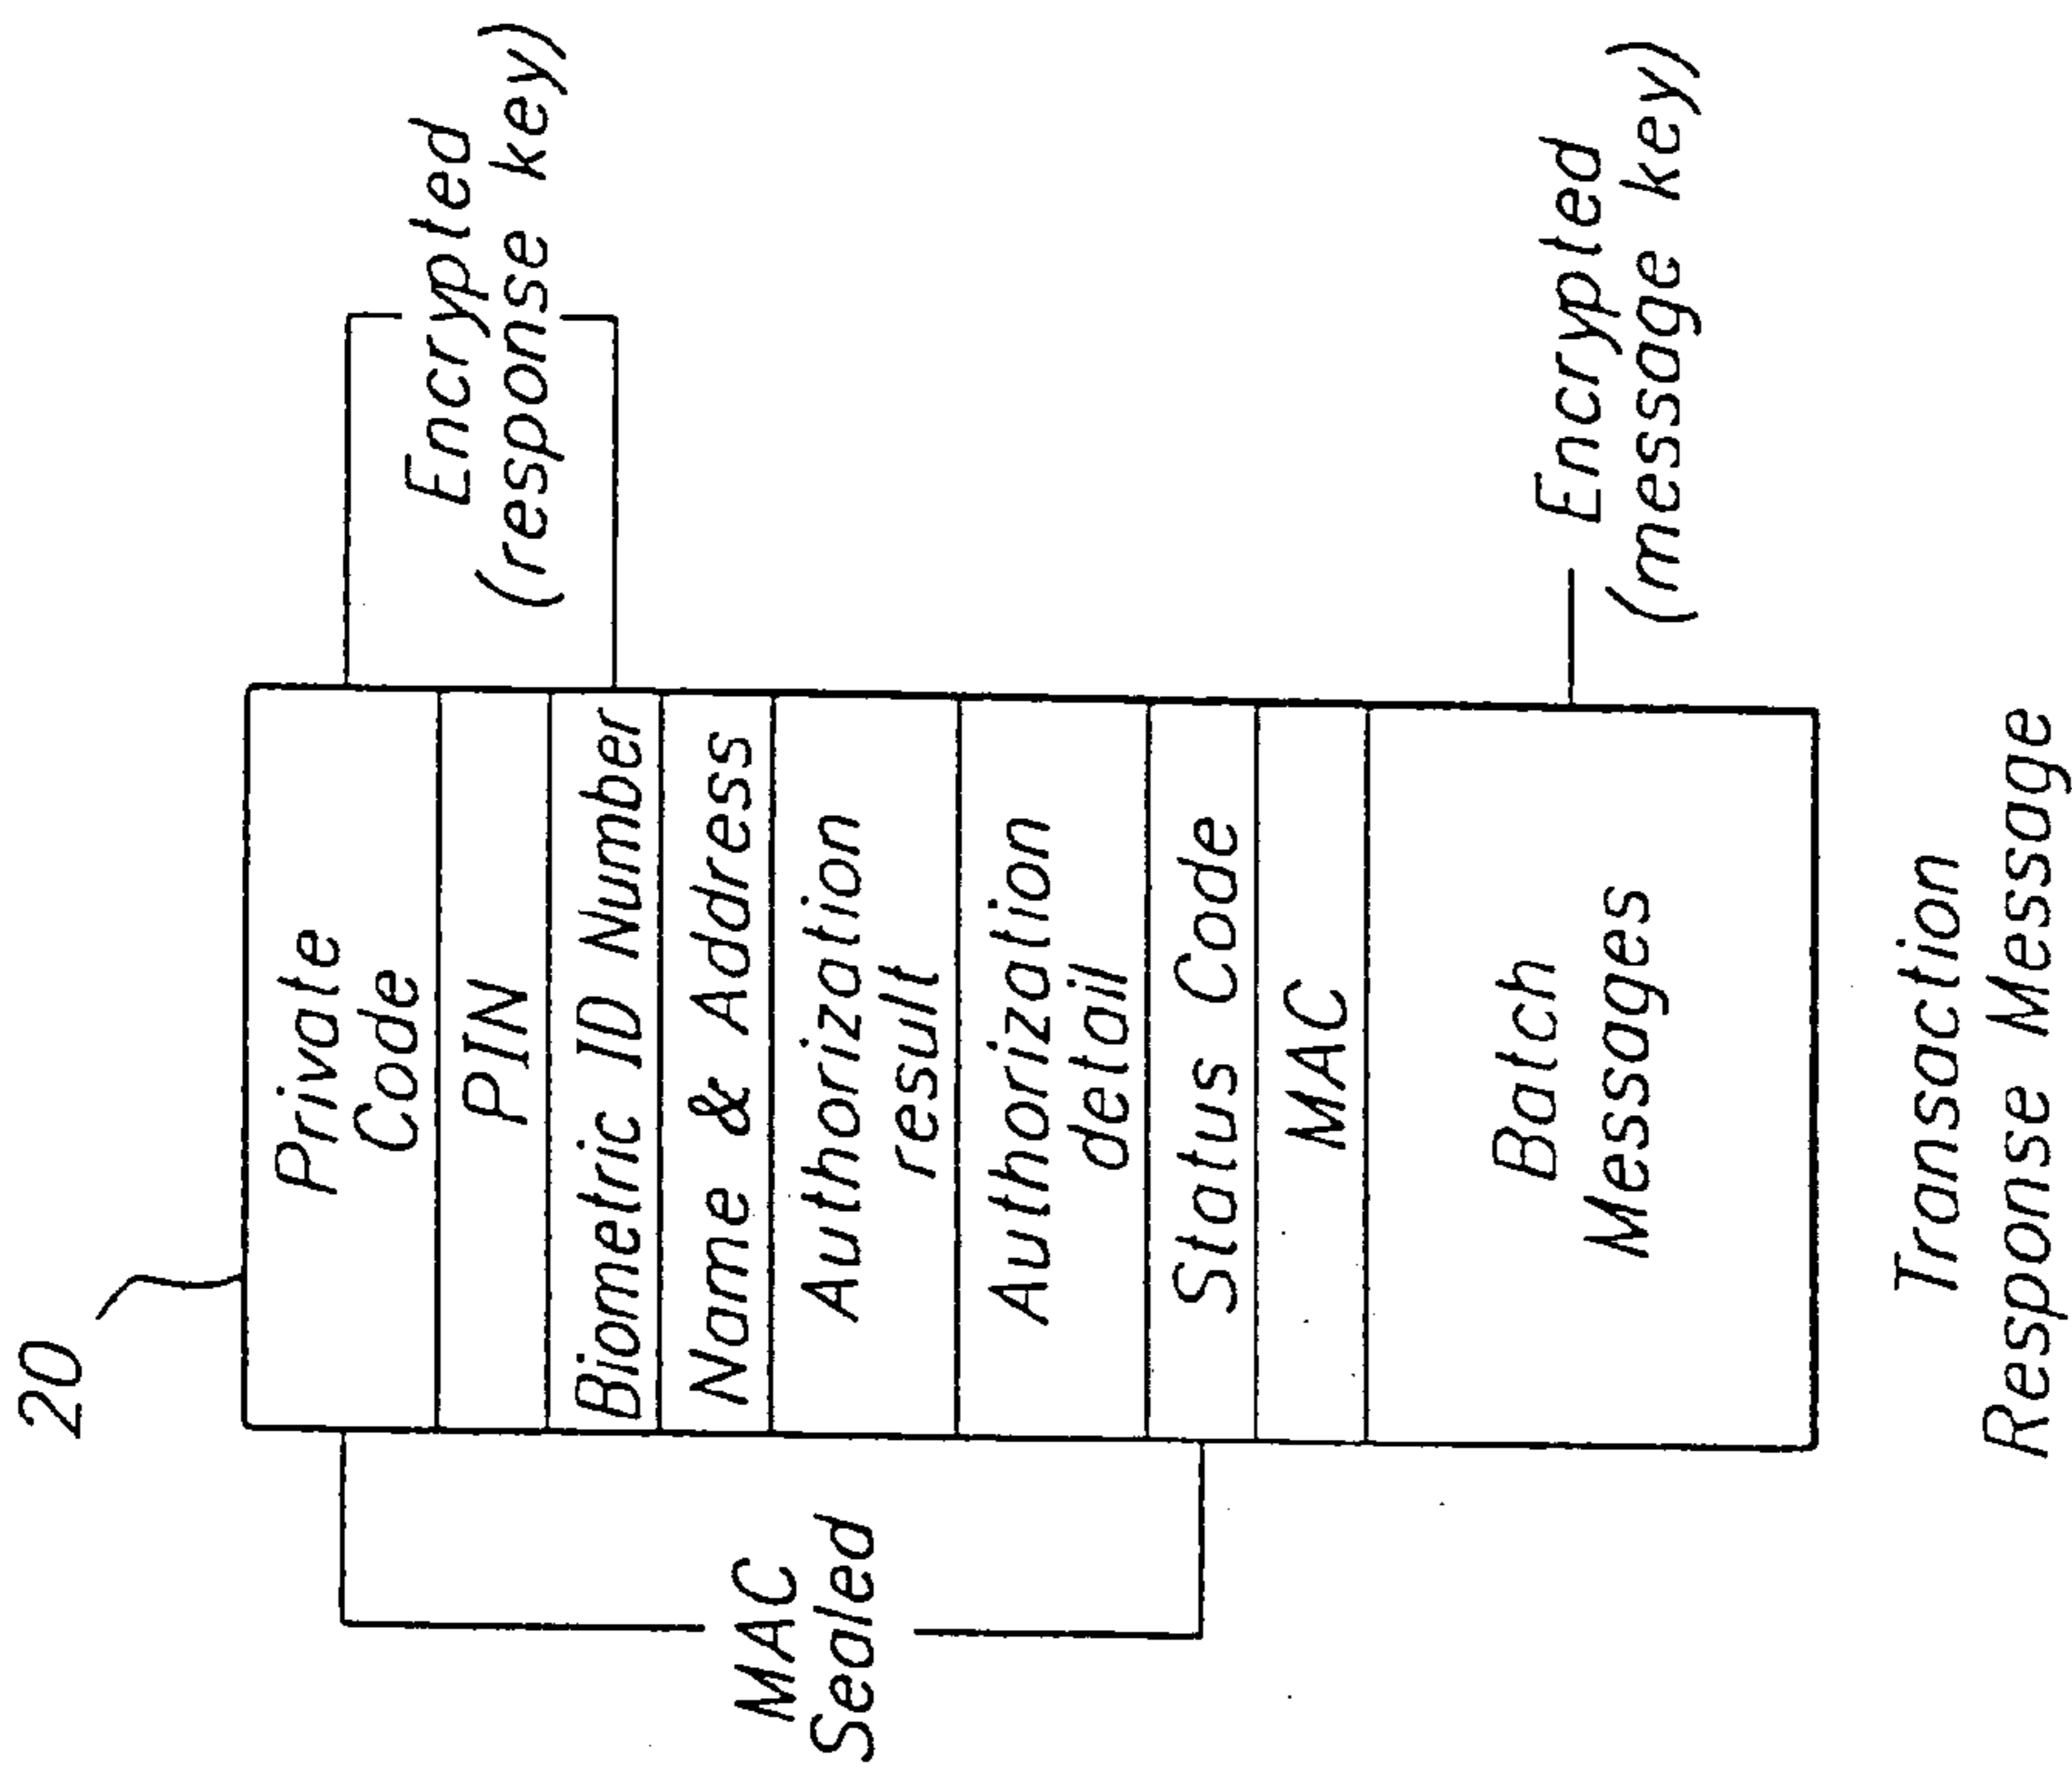 20
Private
Code
PIN
Biometric ID Number
Name & Address
Authorization
result
Authorization
detail
Status Code
MAC
Batch
Messages
MAC
Sealed
Encrypted
(response key)
Encrypted
(message key)
Transaction
Response Message